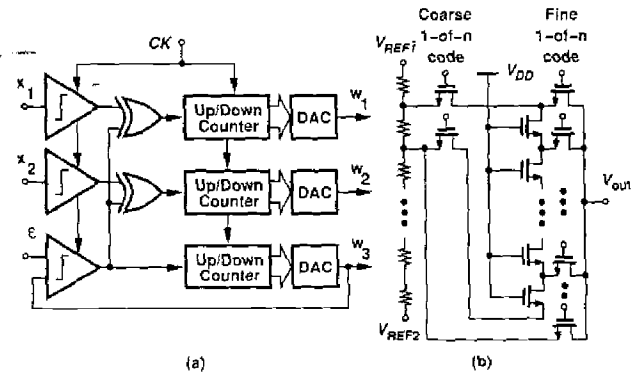 CK
x1
x2
ε
Up/Down
Counter
DAC
w1
Up/Down
Counter
DAC
w2
Up/Down
Counter
DAC
w3
(a)
Coarse
1-of-n
code
Fine
1-of-n
code
VREF1
VDD
Vout
VREF2
(b)